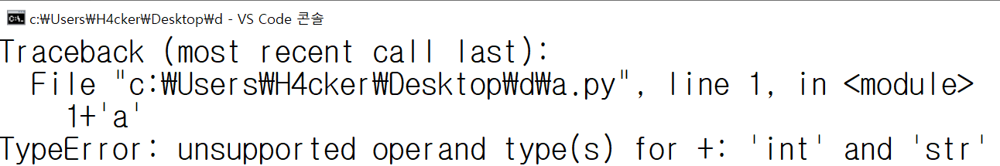 c:₩Users₩H4cker₩Desktop₩d - VS Code 콘솔
Traceback (most recent call last):
  File "c:₩Users₩H4cker₩Desktop₩d₩a.py", line 1, in <module>
    1+'a'
TypeError: unsupported operand type(s) for +: 'int' and 'str'